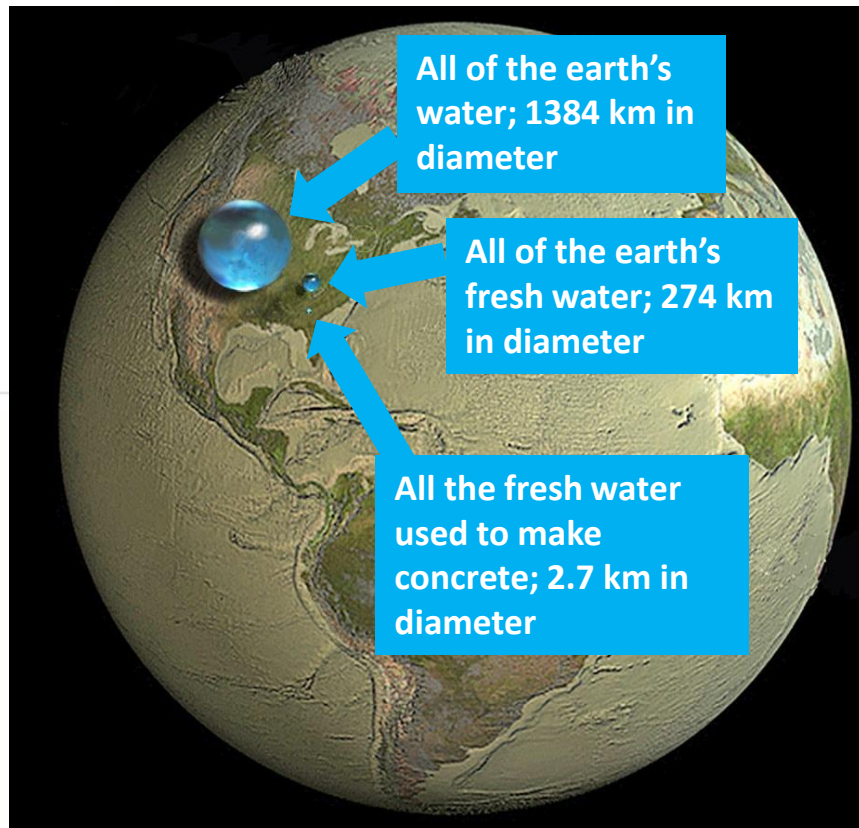 All of the earth’s
water; 1384 km in
diameter
All of the earth’s
fresh water; 274 km
in diameter
All the fresh water
used to make
concrete; 2.7 km in
diameter